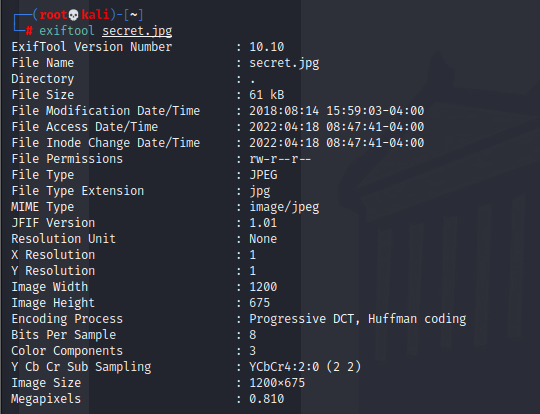 ┌──(root💀kali)-[~]
└─# exiftool secret.jpg
ExifTool Version Number         : 10.10
File Name                       : secret.jpg
Directory                       : .
File Size                       : 61 kB
File Modification Date/Time     : 2018:08:14 15:59:03-04:00
File Access Date/Time           : 2022:04:18 08:47:41-04:00
File Inode Change Date/Time     : 2022:04:18 08:47:41-04:00
File Permissions                : rw-r--r--
File Type                       : JPEG
File Type Extension             : jpg
MIME Type                       : image/jpeg
JFIF Version                    : 1.01
Resolution Unit                 : None
X Resolution                    : 1
Y Resolution                    : 1
Image Width                     : 1200
Image Height                    : 675
Encoding Process                : Progressive DCT, Huffman coding
Bits Per Sample                 : 8
Color Components                : 3
Y Cb Cr Sub Sampling            : YCbCr4:2:0 (2 2)
Image Size                      : 1200×675
Megapixels                      : 0.810